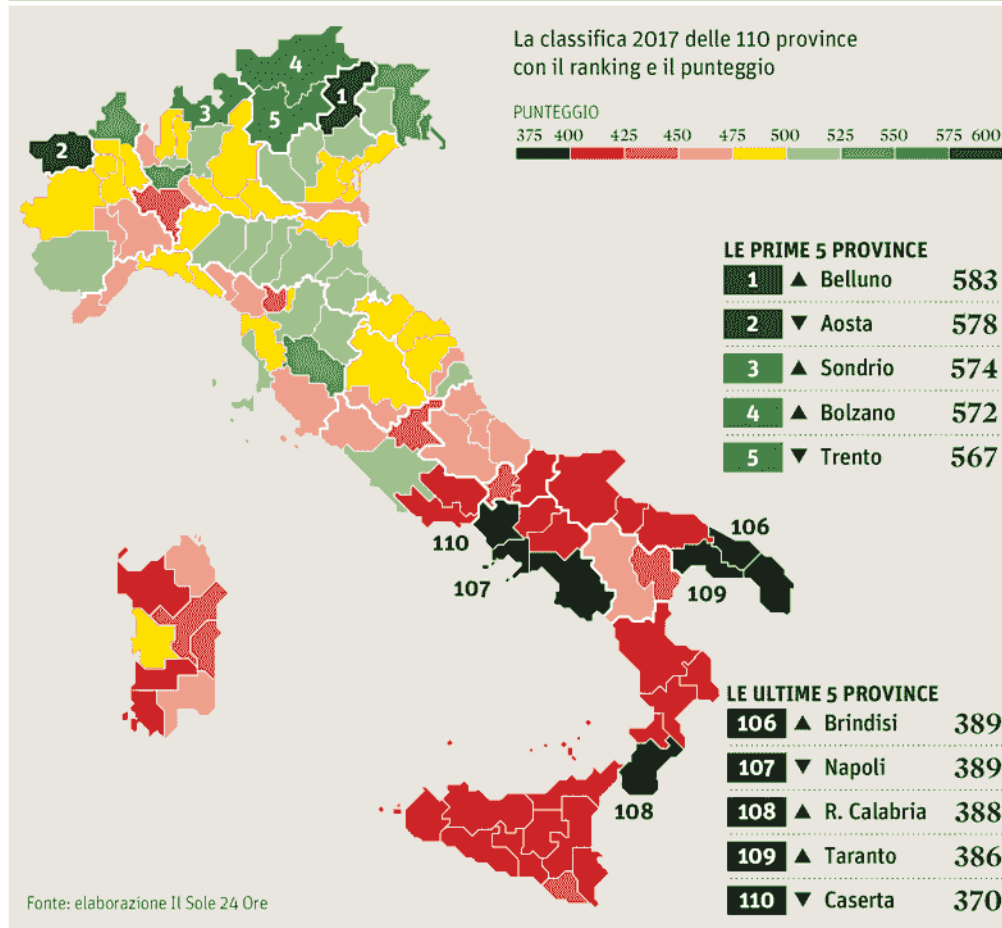 La classifica 2017 delle 110 province
con il ranking e il punteggio
PUNTEGGIO
375 400 425 450 475 500 525 550 575 600
4
1
3
5
2
LE PRIME 5 PROVINCE
1 ▲ Belluno 583
2 ▼ Aosta 578
3 ▲ Sondrio 574
4 ▲ Bolzano 572
5 ▼ Trento 567
106
110
107
109
108
LE ULTIME 5 PROVINCE
106 ▲ Brindisi 389
107 ▼ Napoli 389
108 ▲ R. Calabria 388
109 ▲ Taranto 386
110 ▼ Caserta 370
Fonte: elaborazione Il Sole 24 Ore